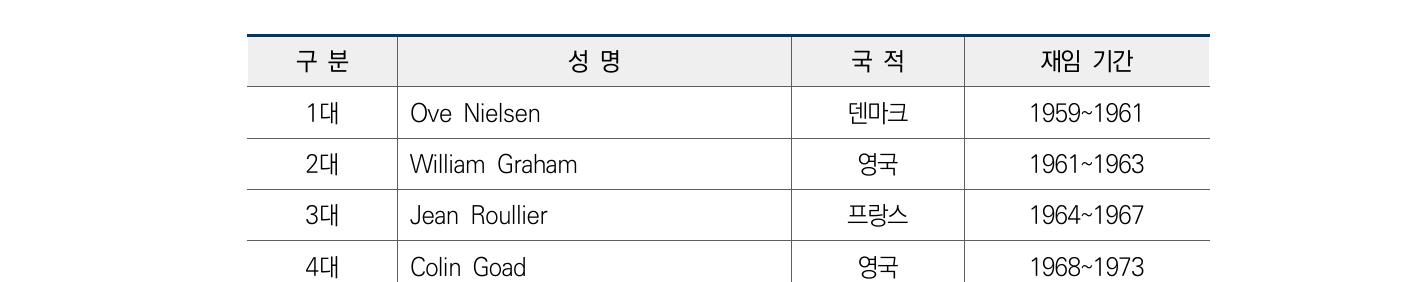 구 분 성 명 국 적 재임 기간
1대 Ove Nielsen 덴마크 1959~1961
2대 William Graham 영국 1961~1963
3대 Jean Roullier 프랑스 1964~1967
4대 Colin Goad 영국 1968~1973